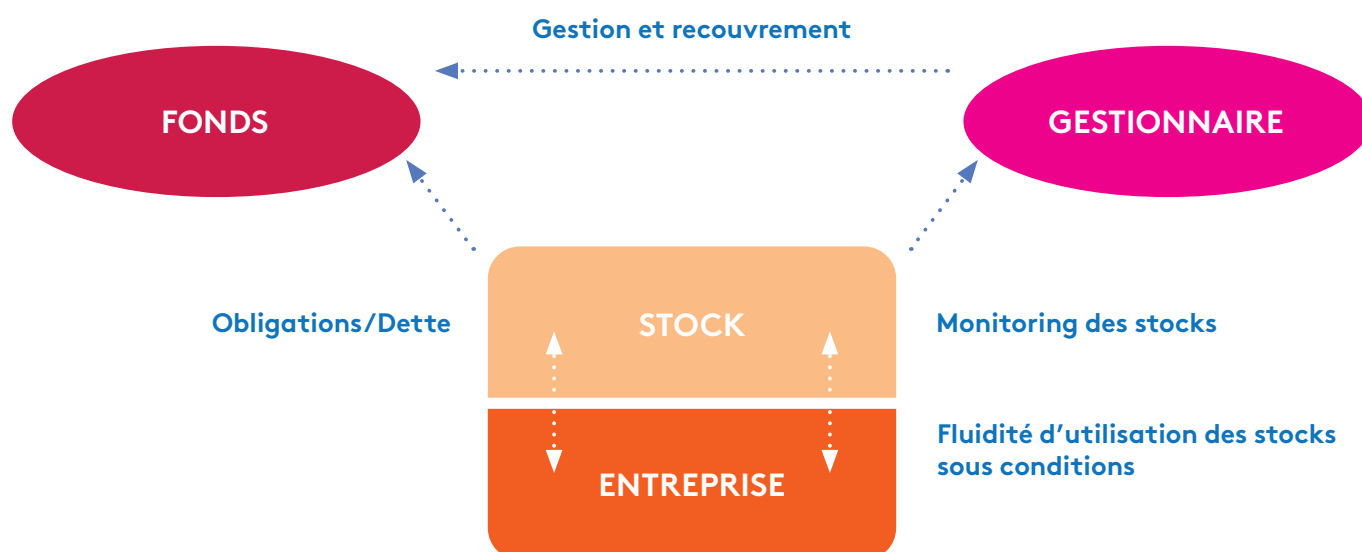 Gestion et recouvrement
FONDS
GESTIONNAIRE
Obligations/Dette
STOCK
Monitoring des stocks
Fluidité d’utilisation des stocks
sous conditions
ENTREPRISE